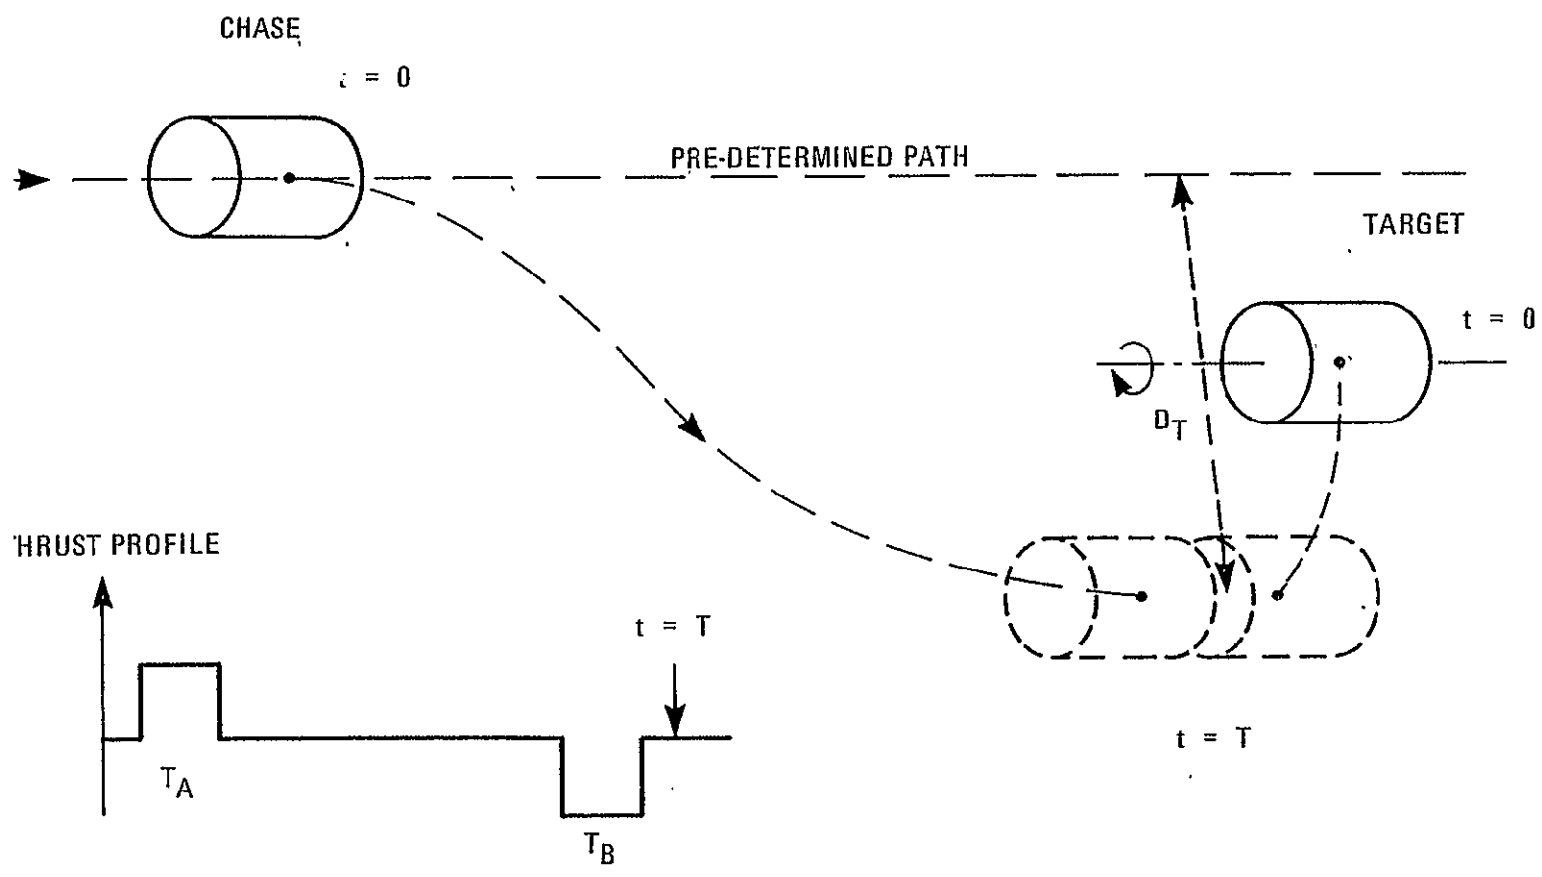 CHASE
t = 0
PRE-DETERMINED PATH
TARGET
t = 0
D_T
HRUST PROFILE
t = T
T_A
t = T
T_B